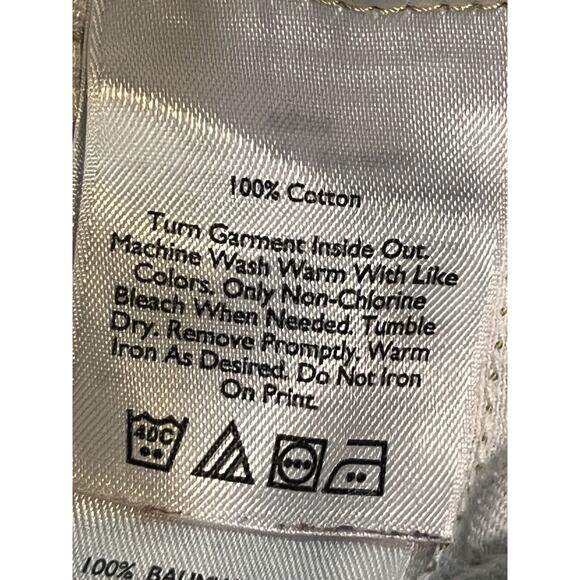 100% Cotton
Turn Garment Inside Out.
Machine Wash Warm With Like
Colors. Only Non-Chlorine
Bleach When Needed. Tumble
Dry. Remove Promptly. Warm
Iron As Desired. Do Not Iron
On Print.
40C
100%